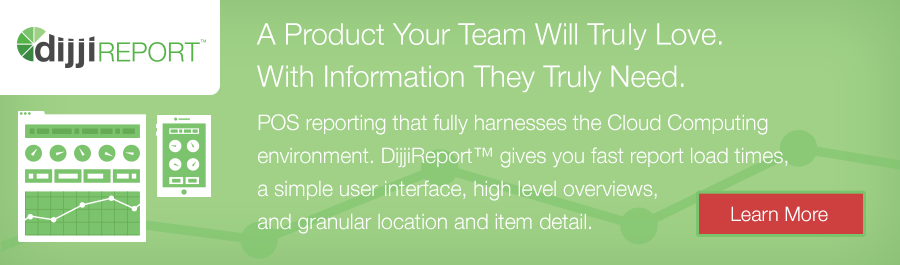 dijjiREPORT™
A Product Your Team Will Truly Love.
With Information They Truly Need.
POS reporting that fully harnesses the Cloud Computing
environment. DijjiReport™ gives you fast report load times,
a simple user interface, high level overviews,
and granular location and item detail.
Learn More